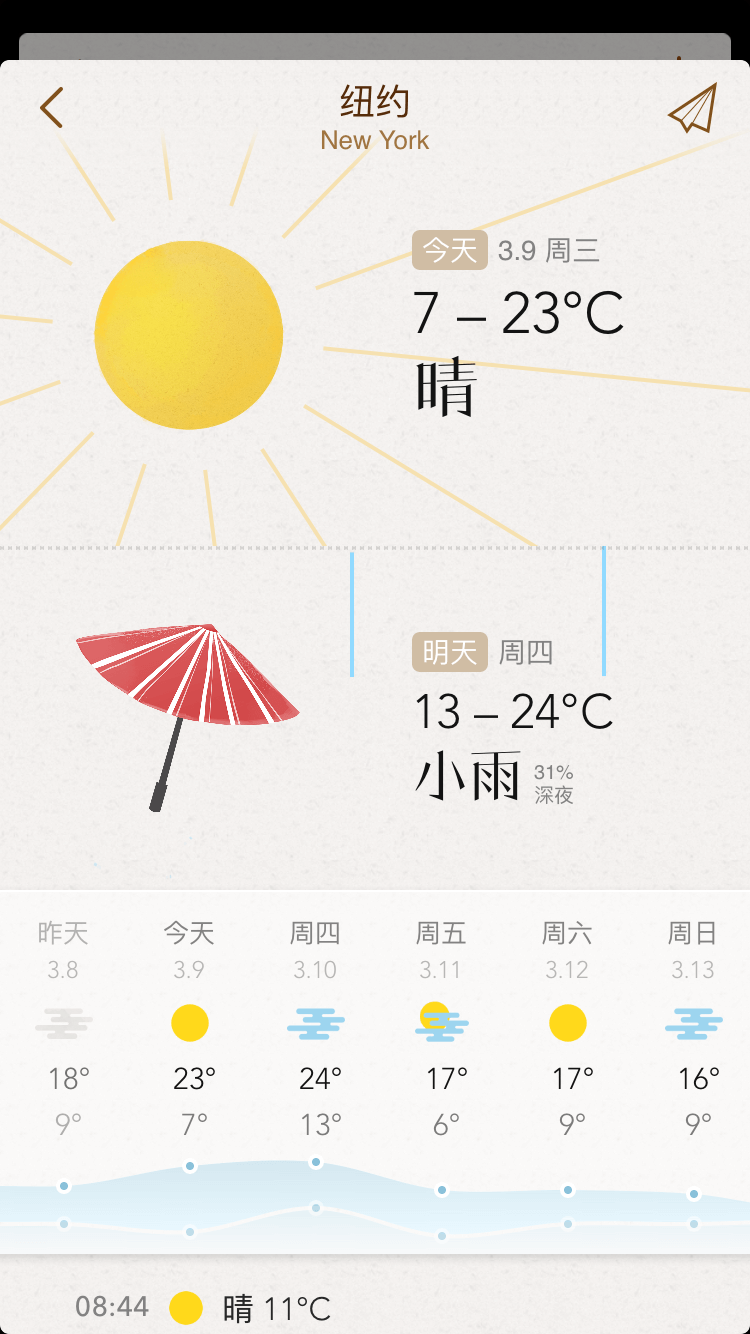 纽约
New York
今天 3.9 周三
7 – 23°C
晴
明天 周四
13 – 24°C
小雨 31%
深夜
昨天 今天 周四 周五 周六 周日
3.8 3.9 3.10 3.11 3.12 3.13
18° 23° 24° 17° 17° 16°
9° 7° 13° 6° 9° 9°
08:44 晴 11°C